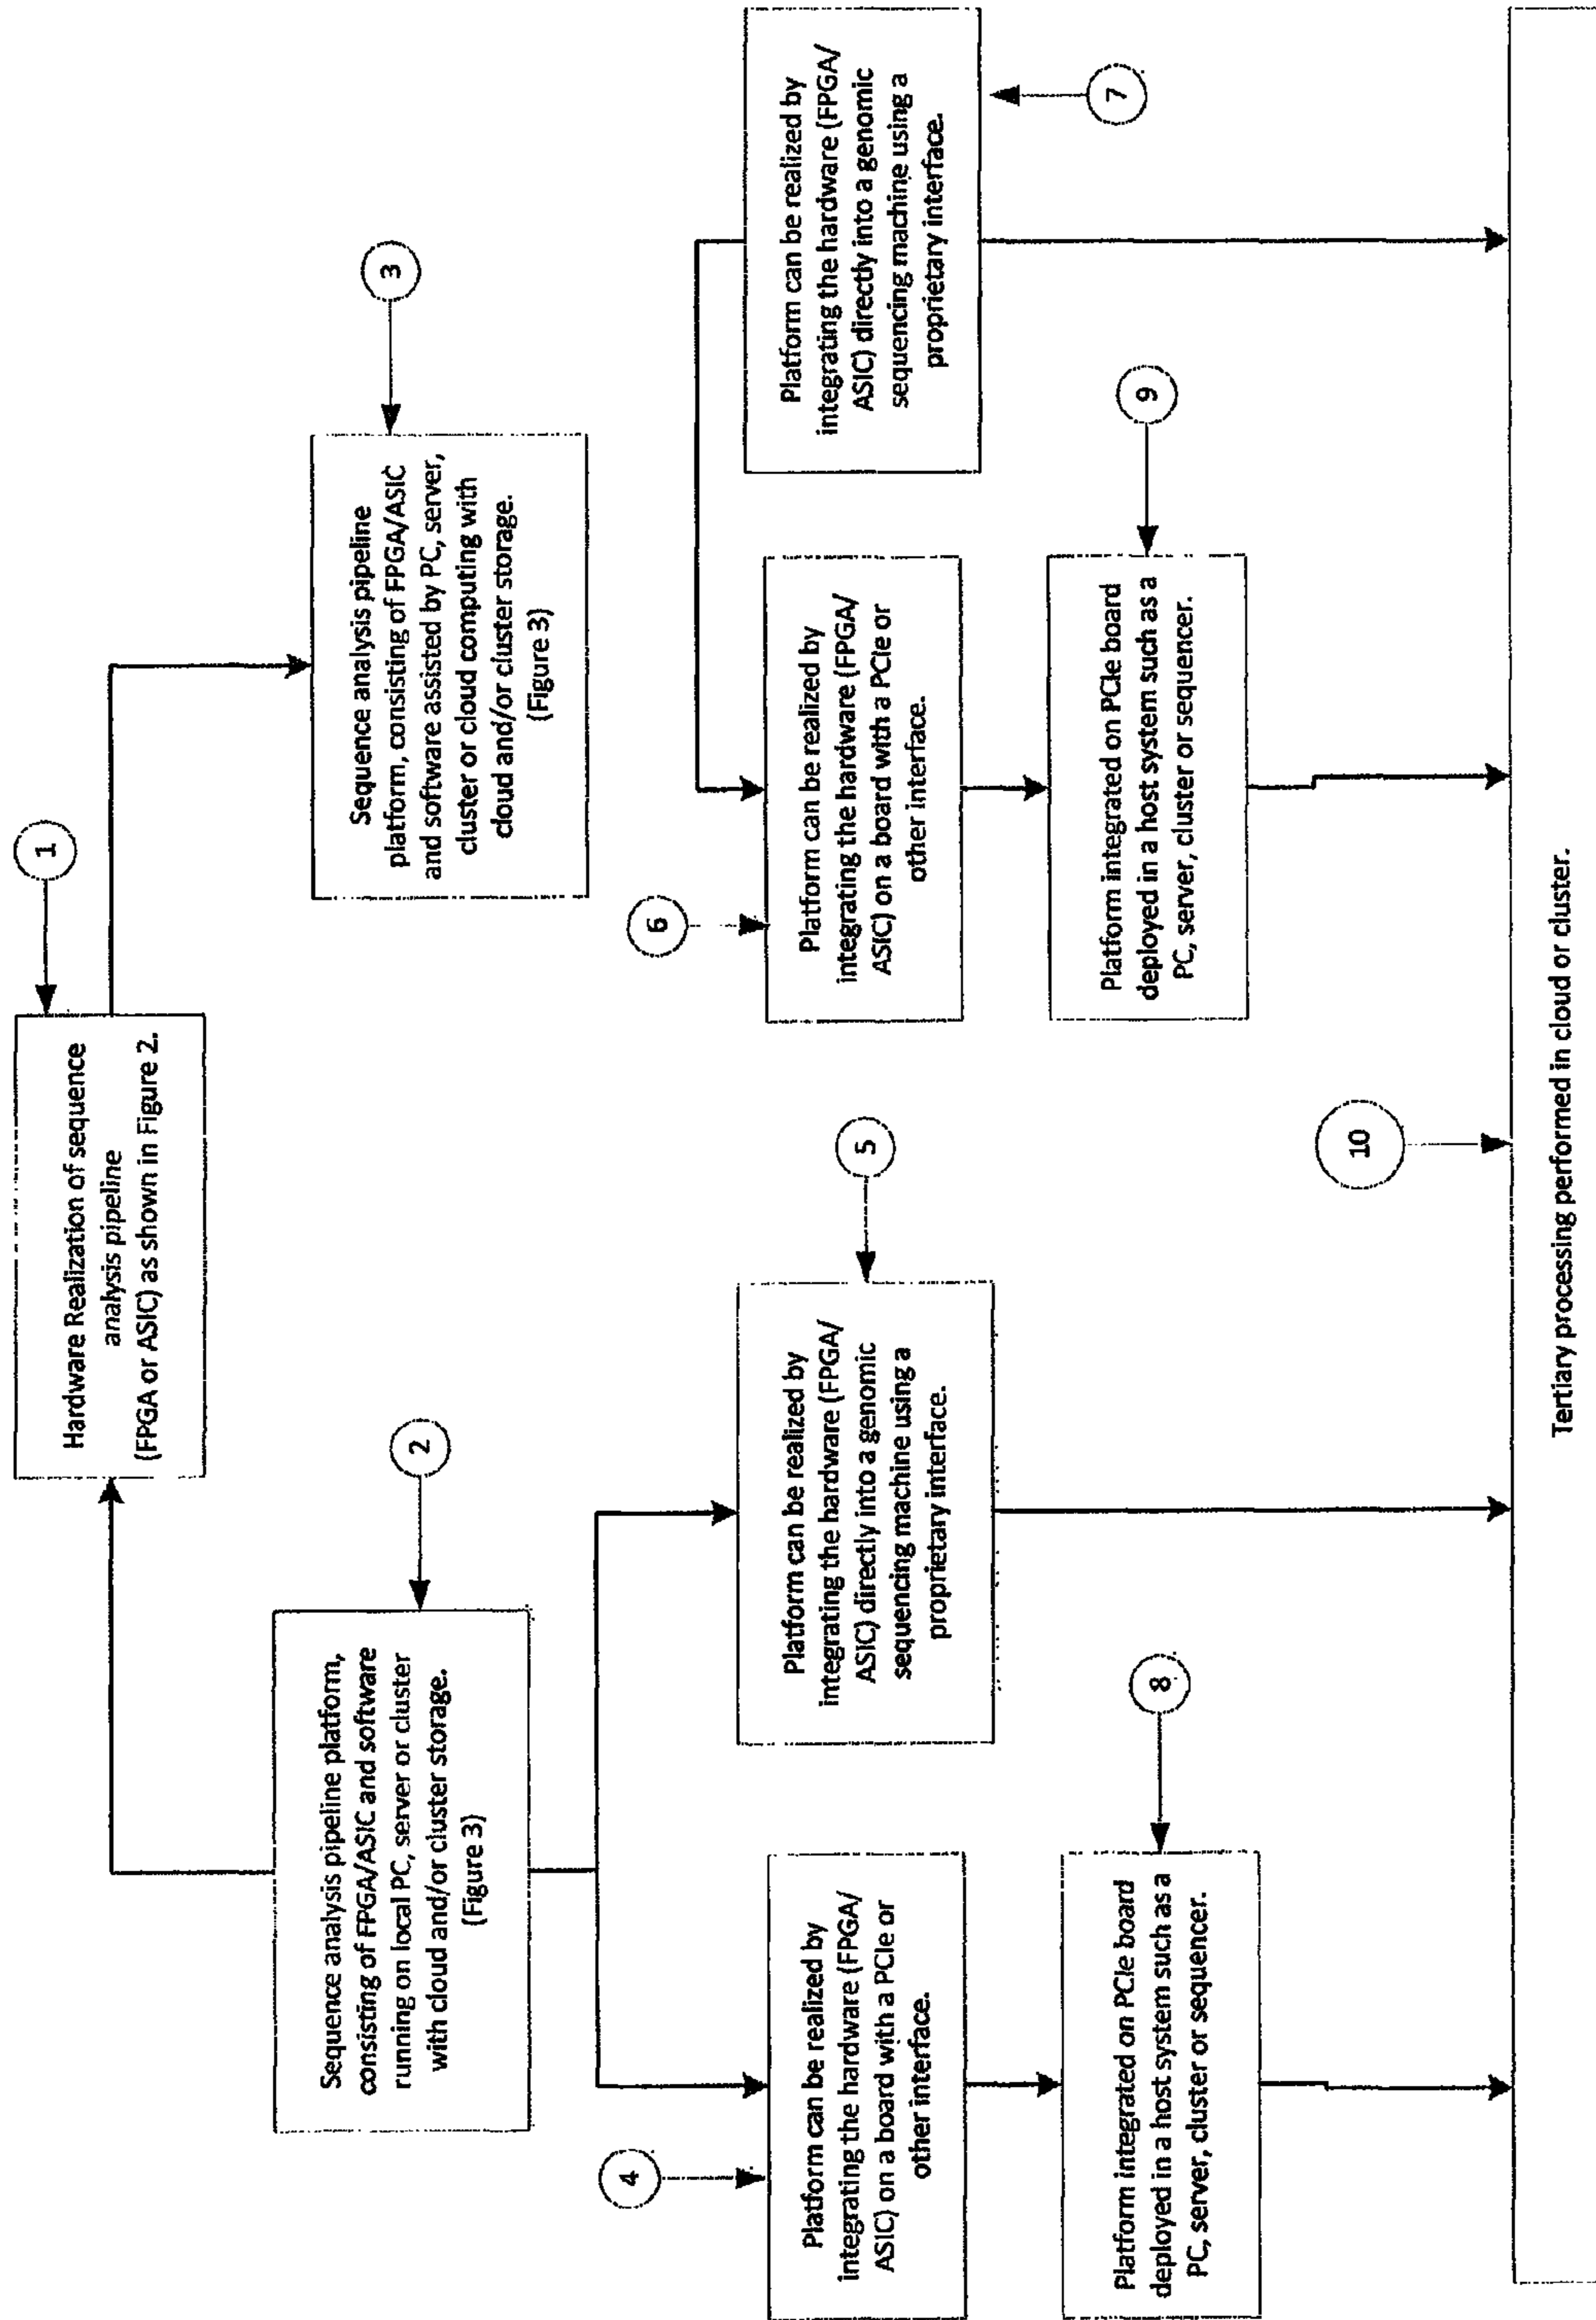 1
Hardware Realization of sequence
analysis pipeline
(FPGA or ASIC) as shown in Figure 2.
2
Sequence analysis pipeline platform,
consisting of FPGA/ASIC and software
running on local PC, server or cluster
with cloud and/or cluster storage.
(Figure 3)
3
Sequence analysis pipeline
platform, consisting of FPGA/ASIC
and software assisted by PC, server,
cluster or cloud computing with
cloud and/or cluster storage.
(Figure 3)
4
Platform can be realized by
integrating the hardware (FPGA/
ASIC) on a board with a PCIe or
other interface.
5
Platform can be realized by
integrating the hardware (FPGA/
ASIC) directly into a genomic
sequencing machine using a
proprietary interface.
6
Platform can be realized by
integrating the hardware (FPGA/
ASIC) on a board with a PCIe or
other interface.
7
Platform can be realized by
integrating the hardware (FPGA/
ASIC) directly into a genomic
sequencing machine using a
proprietary interface.
8
Platform integrated on PCIe board
deployed in a host system such as a
PC, server, cluster or sequencer.
9
Platform integrated on PCIe board
deployed in a host system such as a
PC, server, cluster or sequencer.
10
Tertiary processing performed in cloud or cluster.